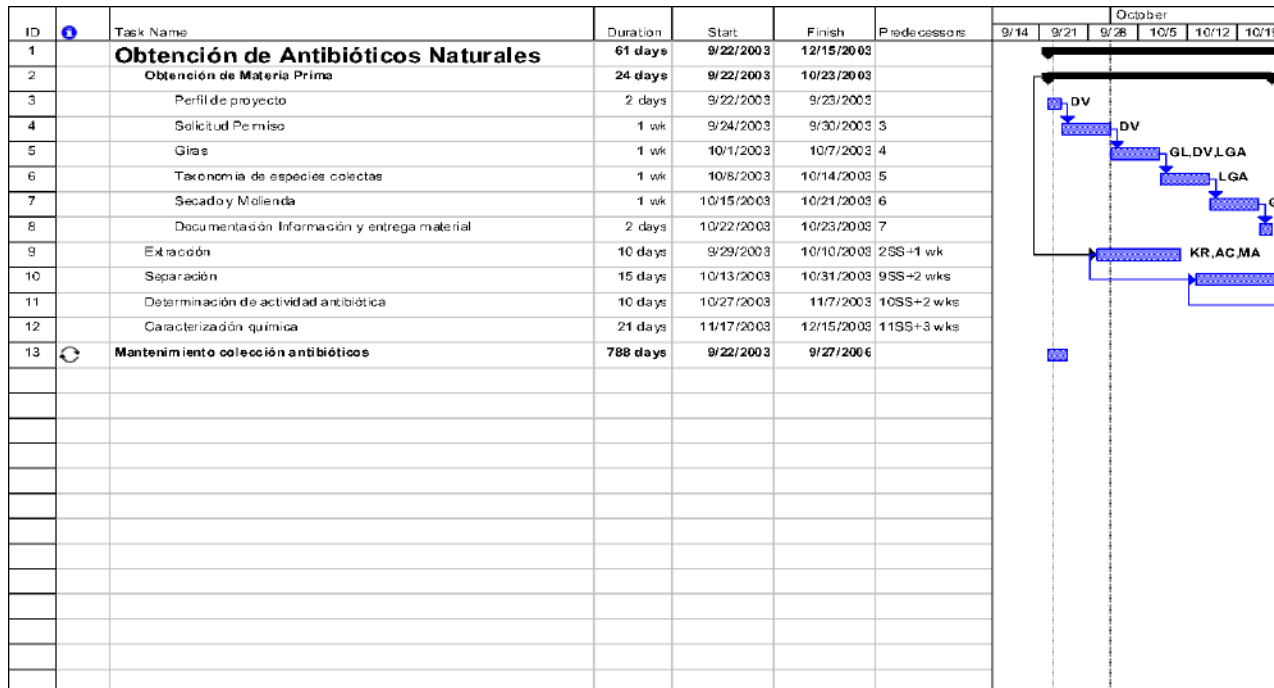 October
ID Task Name Duration Start Finish Predecessors 9/14 9/21 9/28 10/5 10/12 10/19
1 Obtención de Antibióticos Naturales 61 days 9/22/2003 12/15/2003
2 Obtención de Materia Prima 24 days 9/22/2003 10/23/2003
3 Perfil de proyecto 2 days 9/22/2003 9/23/2003 DV
4 Solicitud Permiso 1 wk 9/24/2003 9/30/2003 3 DV
5 Giras 1 wk 10/1/2003 10/7/2003 4 GL,DV,LGA
6 Taxonomía de especies colectas 1 wk 10/8/2003 10/14/2003 5 LGA
7 Secado y Molienda 1 wk 10/15/2003 10/21/2003 6
8 Documentación Información y entrega material 2 days 10/22/2003 10/23/2003 7
9 Extracción 10 days 9/29/2003 10/10/2003 2SS+1 wk KR,AC,MA
10 Separación 15 days 10/13/2003 10/31/2003 9SS+2 wks
11 Determinación de actividad antibiótica 10 days 10/27/2003 11/7/2003 10SS+2 wks
12 Caracterización química 21 days 11/17/2003 12/15/2003 11SS+3 wks
13 Mantenimiento colección antibióticos 788 days 9/22/2003 9/27/2006